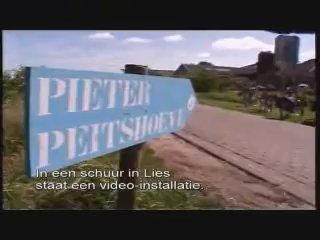 PIETER
PEITSHOEVE
In een schuur in Lies
staat een video-installatie.